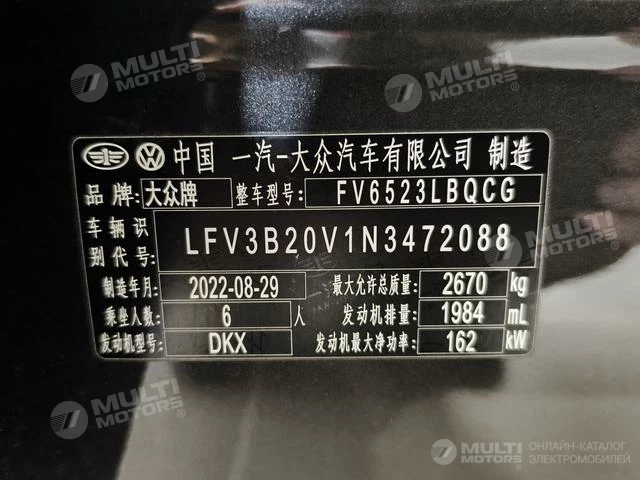 MULTI MOTORS®
MULTI MOTORS®
中国 一汽-大众汽车有限公司 制造
品牌: 大众牌 整车型号: FV6523LBQCG
车辆识别代号: LFV3B20V1N3472088
制造年月: 2022-08-29 最大允许总质量: 2670 kg
乘坐人数: 6 人 发动机排量: 1984 mL
发动机型号: DKX 发动机最大净功率: 162 kW
MULTI MOTORS®
MULTI MOTORS® ОНЛАЙН-КАТАЛОГ ЭЛЕКТРОМОБИЛЕЙ